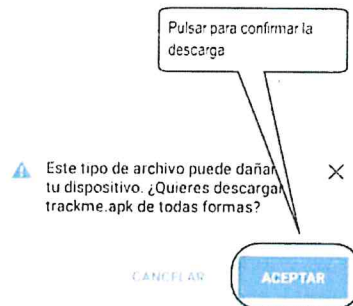 Pulsar para confirmar la
descarga
Este tipo de archivo puede dañar
tu dispositivo. ¿Quieres descargar
trackme.apk de todas formas?
CANCELAR
ACEPTAR